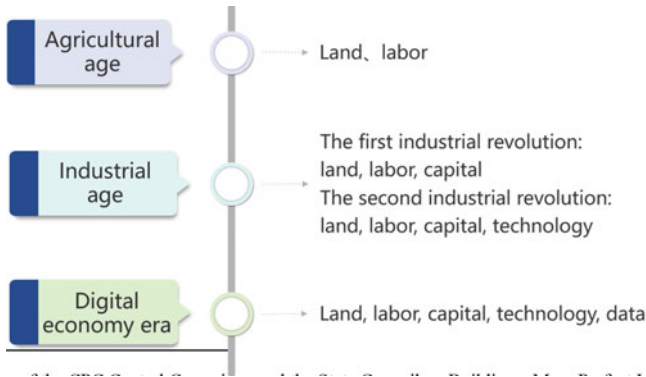 Agricultural
age
Land、labor
The first industrial revolution:
land, labor, capital
Industrial
age
The second industrial revolution:
land, labor, capital, technology
Digital
economy era
Land, labor, capital, technology, data